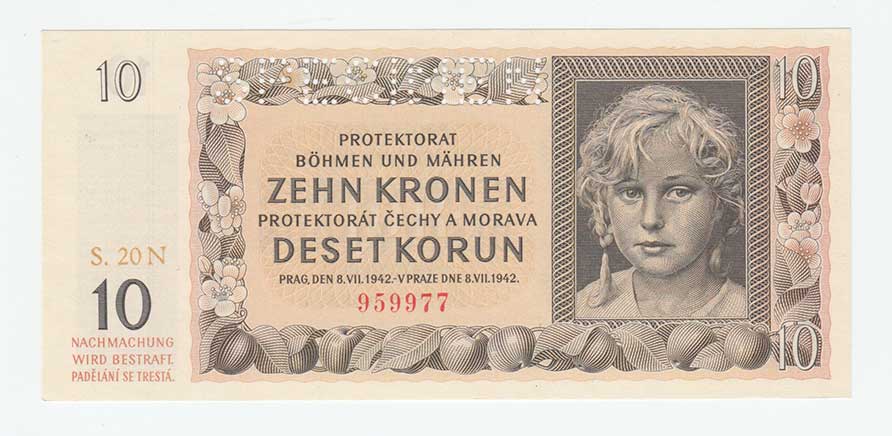 10
10
PROTEKTORAT
BÖHMEN UND MÄHREN
ZEHN KRONEN
PROTEKTORÁT ČECHY A MORAVA
DESET KORUN
PRAG, DEN 8. VII. 1942.-V PRAZE DNE 8. VII. 1942.
959977
S. 20 N
10
NACHMACHUNG
WIRD BESTRAFT.
PADĚLÁNÍ SE TRESTÁ.
10